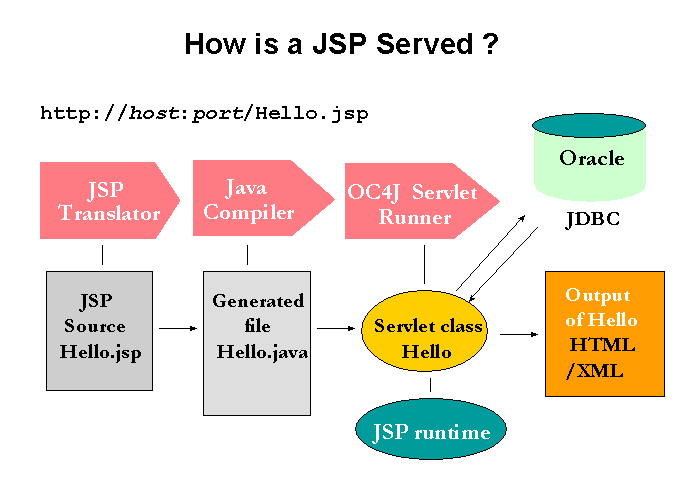 How is a JSP Served ?
http://host:port/Hello.jsp
Oracle
JDBC
JSP
Translator
Java
Compiler
OC4J Servlet
Runner
JSP
Source
Hello.jsp
Generated
file
Hello.java
Servlet class
Hello
Output
of Hello
HTML
/XML
JSP runtime